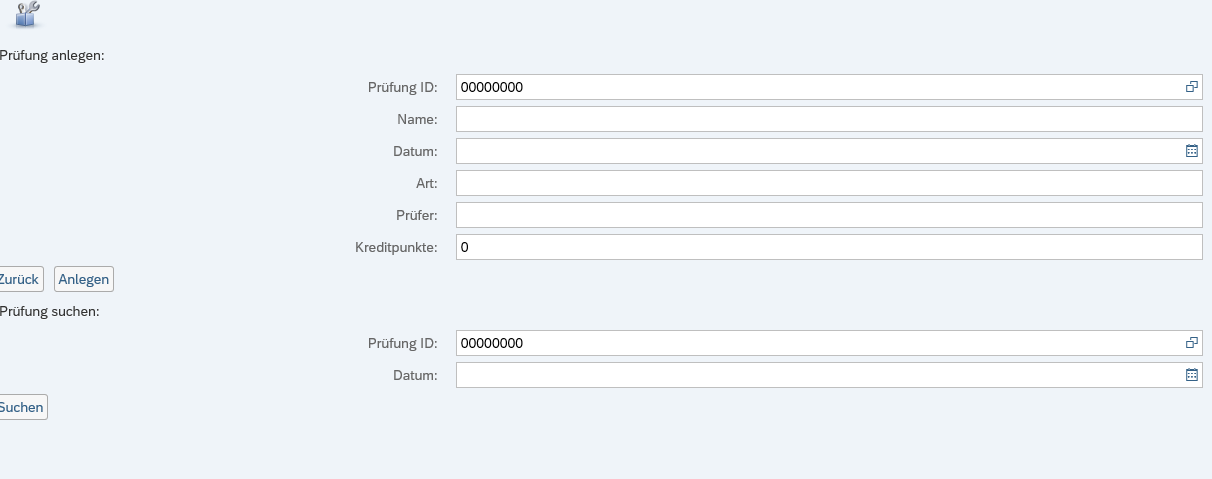 Prüfung anlegen:
Prüfung ID: 00000000
Name:
Datum:
Art:
Prüfer:
Kreditpunkte: 0
Zurück Anlegen
Prüfung suchen:
Prüfung ID: 00000000
Datum:
Suchen